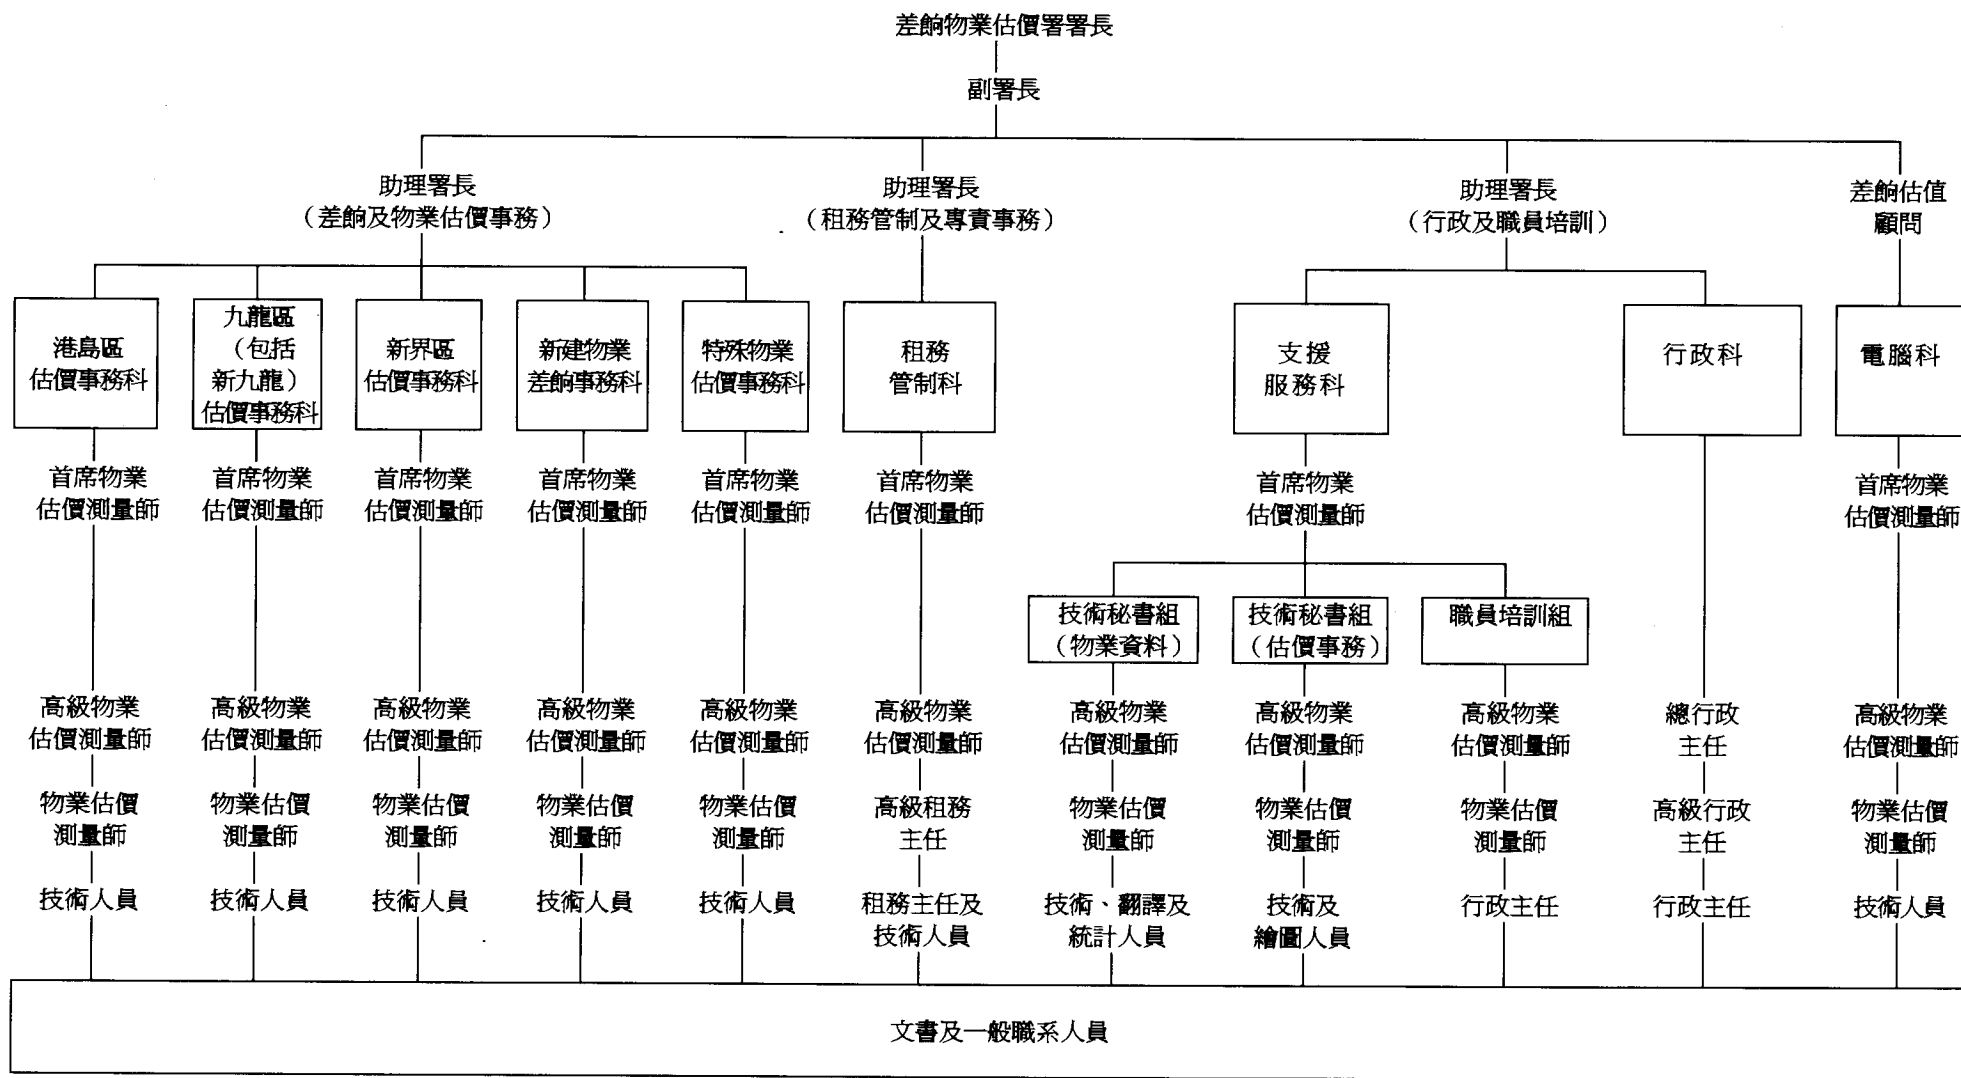 差餉物業估價署署長
副署長
助理署長
（差餉及物業估價事務）
助理署長
（租務管制及專責事務）
助理署長
（行政及職員培訓）
差餉估值
顧問
港島區
估價事務科
九龍區
（包括
新九龍）
估價事務科
新界區
估價事務科
新建物業
差餉事務科
特殊物業
估價事務科
租務
管制科
支援
服務科
行政科
電腦科
首席物業
估價測量師
首席物業
估價測量師
首席物業
估價測量師
首席物業
估價測量師
首席物業
估價測量師
首席物業
估價測量師
首席物業
估價測量師
首席物業
估價測量師
技術秘書組
（物業資料）
技術秘書組
（估價事務）
職員培訓組
高級物業
估價測量師
高級物業
估價測量師
高級物業
估價測量師
高級物業
估價測量師
高級物業
估價測量師
高級物業
估價測量師
高級物業
估價測量師
高級物業
估價測量師
高級物業
估價測量師
總行政
主任
高級物業
估價測量師
物業估價
測量師
物業估價
測量師
物業估價
測量師
物業估價
測量師
物業估價
測量師
高級租務
主任
物業估價
測量師
物業估價
測量師
物業估價
測量師
高級行政
主任
物業估價
測量師
技術人員
技術人員
技術人員
技術人員
技術人員
租務主任及
技術人員
技術、翻譯及
統計人員
技術及
繪圖人員
行政主任
行政主任
技術人員
文書及一般職系人員